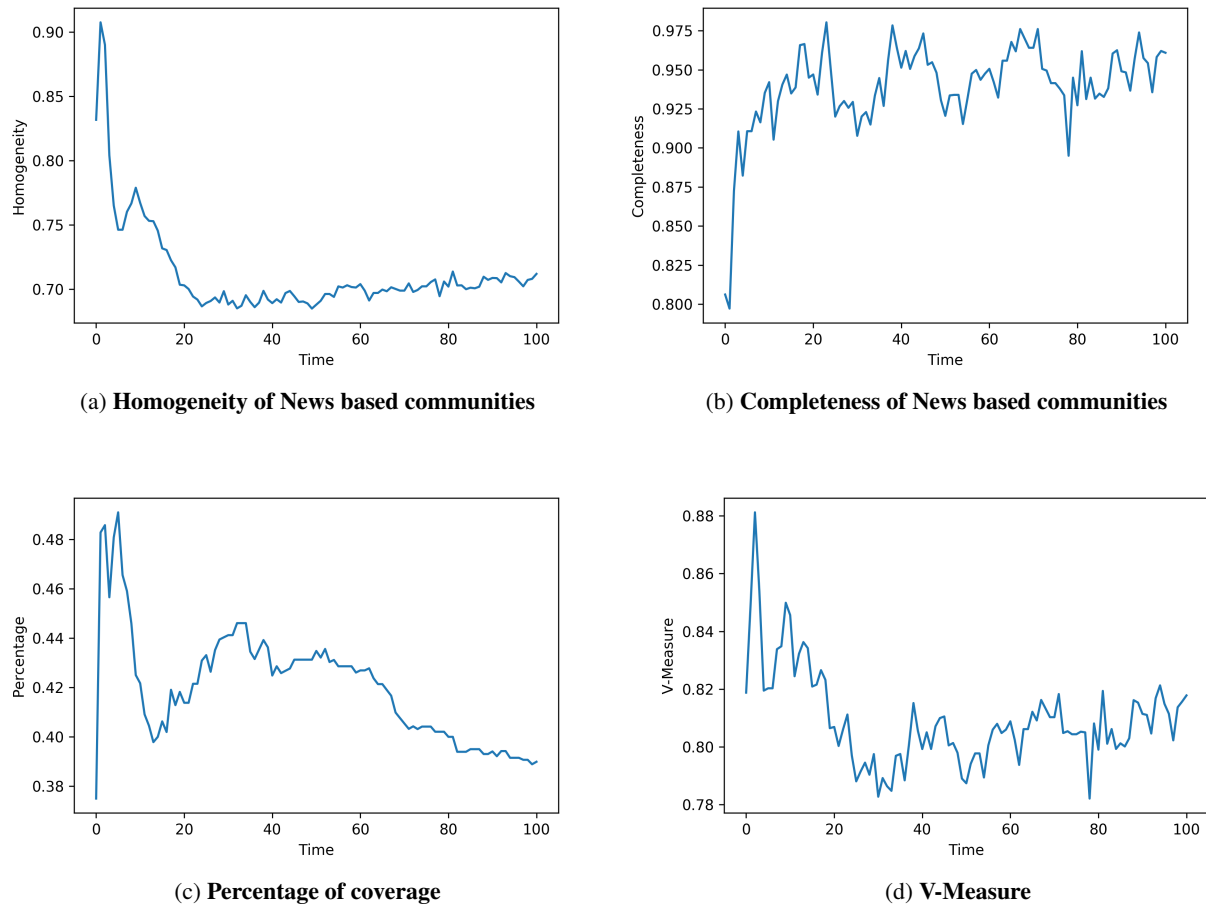 0.90
0.85
0.80
0.75
0.70
Homogeneity
0 20 40 60 80 100
Time
(a) Homogeneity of News based communities
0.975
0.950
0.925
0.900
0.875
0.850
0.825
0.800
Completeness
0 20 40 60 80 100
Time
(b) Completeness of News based communities
0.48
0.46
0.44
0.42
0.40
0.38
Percentage
0 20 40 60 80 100
Time
(c) Percentage of coverage
0.88
0.86
0.84
0.82
0.80
0.78
V-Measure
0 20 40 60 80 100
Time
(d) V-Measure